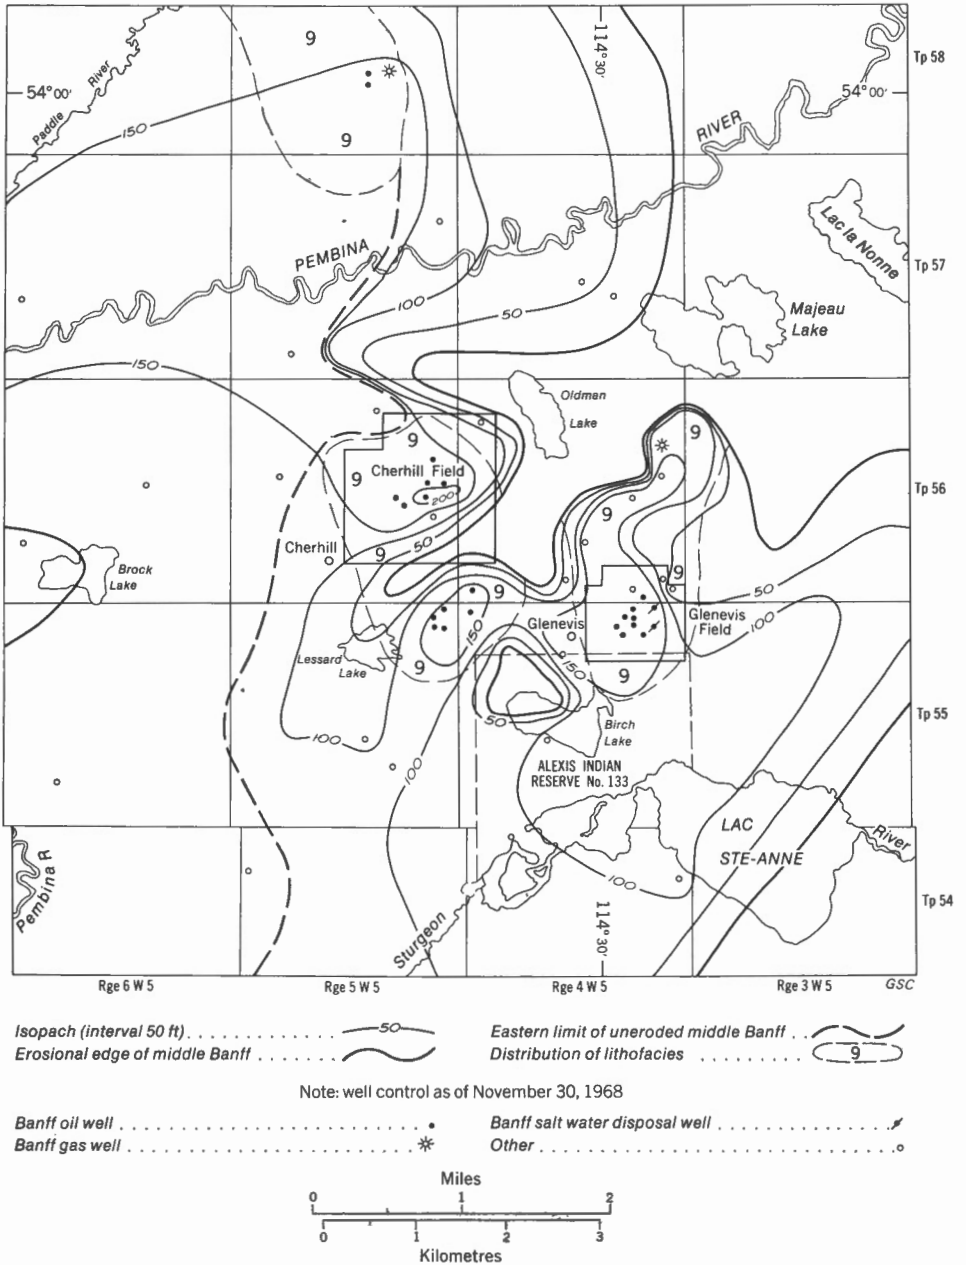 9
114° 30'
Tp 58
Paddle River
54° 00'
54° 00'
150
9
RIVER
Lac la Nonne
PEMBINA
Tp 57
100
50
Majeau
Lake
150
Oldman
Lake
9
9
Cherhill Field
9
Tp 56
200
9
Cherhill
50
9
Brock
Lake
9
9
50
Glenevis
Glenevis
Field
100
150
Lessard
Lake
9
150
9
50
Birch
Lake
Tp 55
100
100
ALEXIS INDIAN
RESERVE No. 133
LAC
STE-ANNE
River
Pembina R
100
Tp 54
Sturgeon
114° 30'
Rge 6 W 5
Rge 5 W 5
Rge 4 W 5
Rge 3 W 5
GSC
Isopach (interval 50 ft) . . . . . . . . . . . . 50
Eastern limit of uneroded middle Banff . .
Erosional edge of middle Banff . . . . . . .
Distribution of lithofacies . . . . . . . . 9
Note: well control as of November 30, 1968
Banff oil well . . . . . . . . . . . . . . . . . . . . . . . .
Banff salt water disposal well . . . . . . . . . . . . . . .
Banff gas well . . . . . . . . . . . . . . . . . . . . . . . .
Other . . . . . . . . . . . . . . . . . . . . . . . . . . . . . .
Miles
0 1 2
0 1 2 3
Kilometres